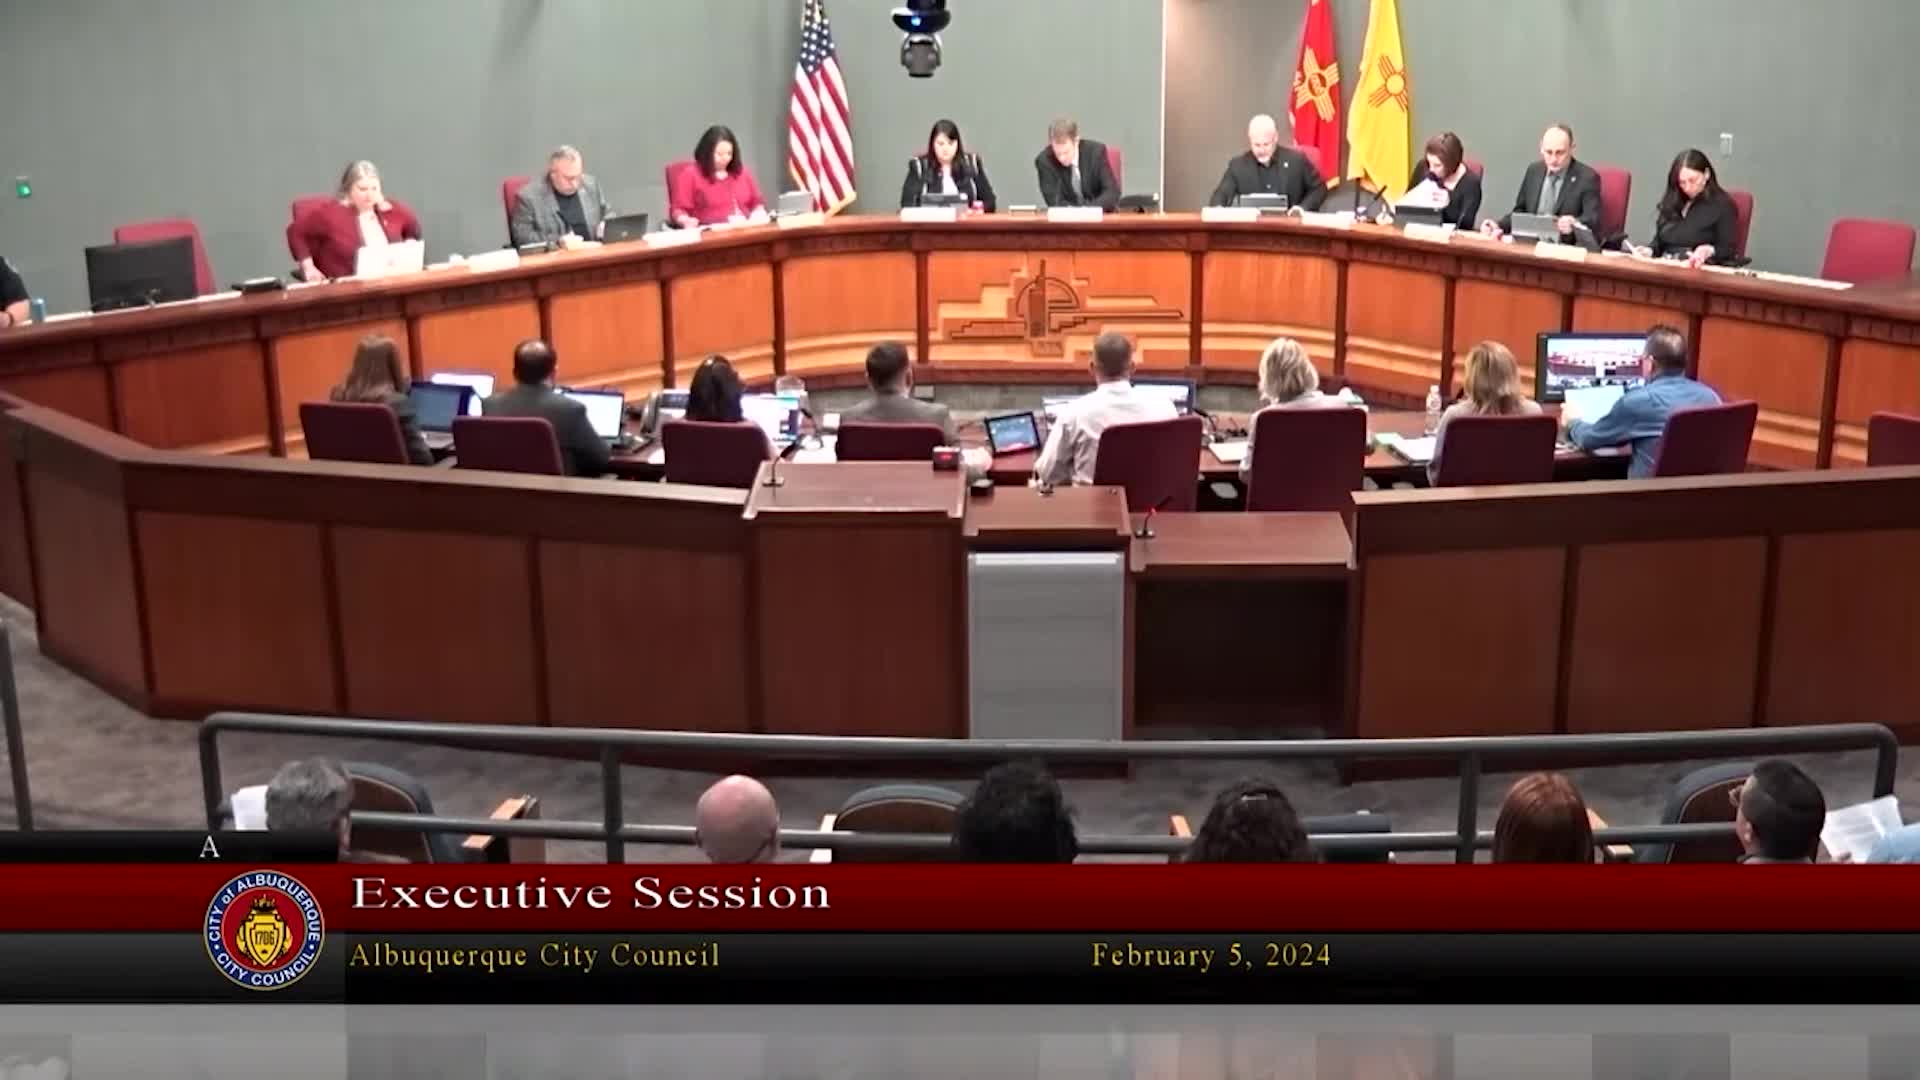 A
Executive Session
Albuquerque City Council
February 5, 2024
CITY of ALBUQUERQUE
1706
CITY COUNCIL